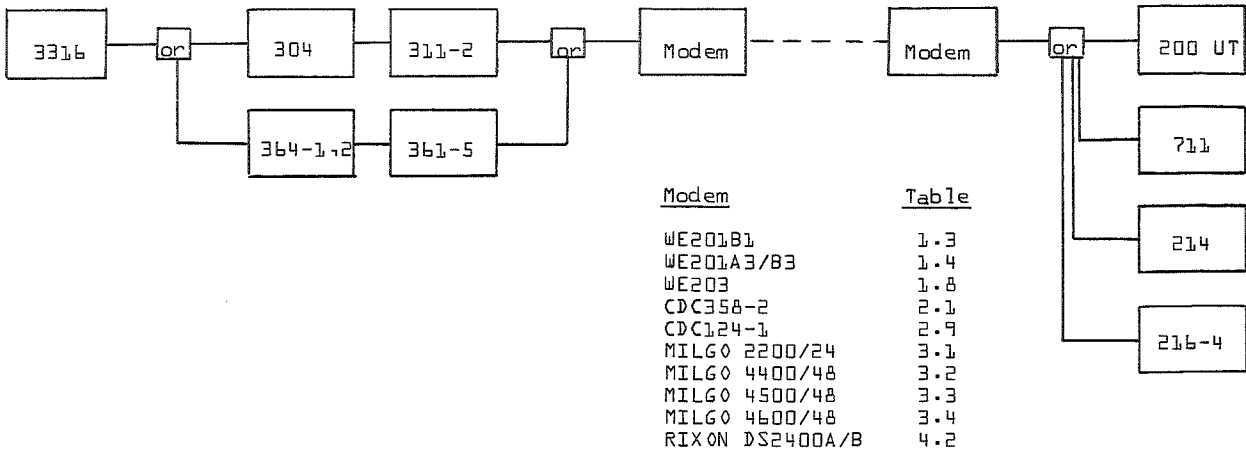 3316 or 304 311-2 or Modem Modem or 200 UT
364-1,2 361-5 711
214
216-4
Modem Table
WE201B1 1.3
WE201A3/B3 1.4
WE203 1.8
CDC358-2 2.1
CDC124-1 2.9
MILGO 2200/24 3.1
MILGO 4400/48 3.2
MILGO 4500/48 3.3
MILGO 4600/48 3.4
RIXON DS2400A/B 4.2